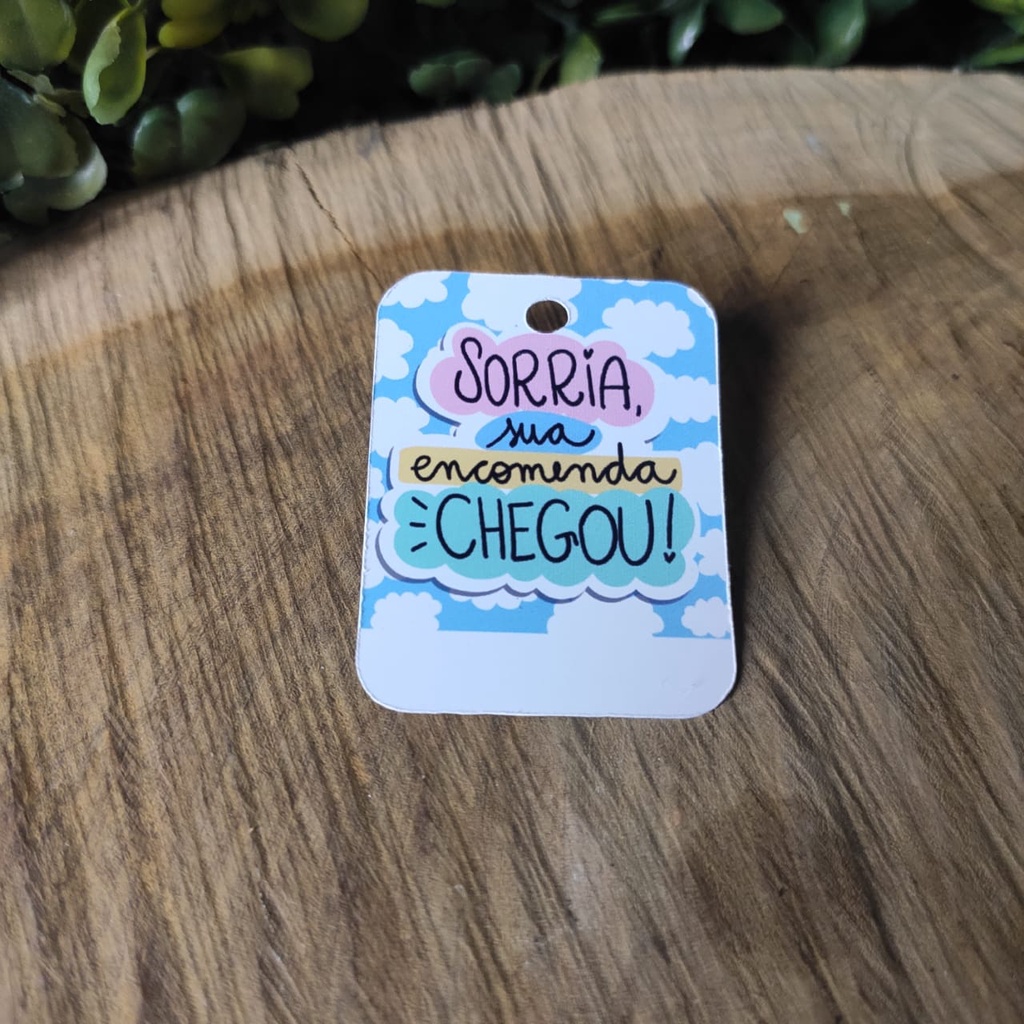 SORRIA,
sua
encomenda
CHEGOU!